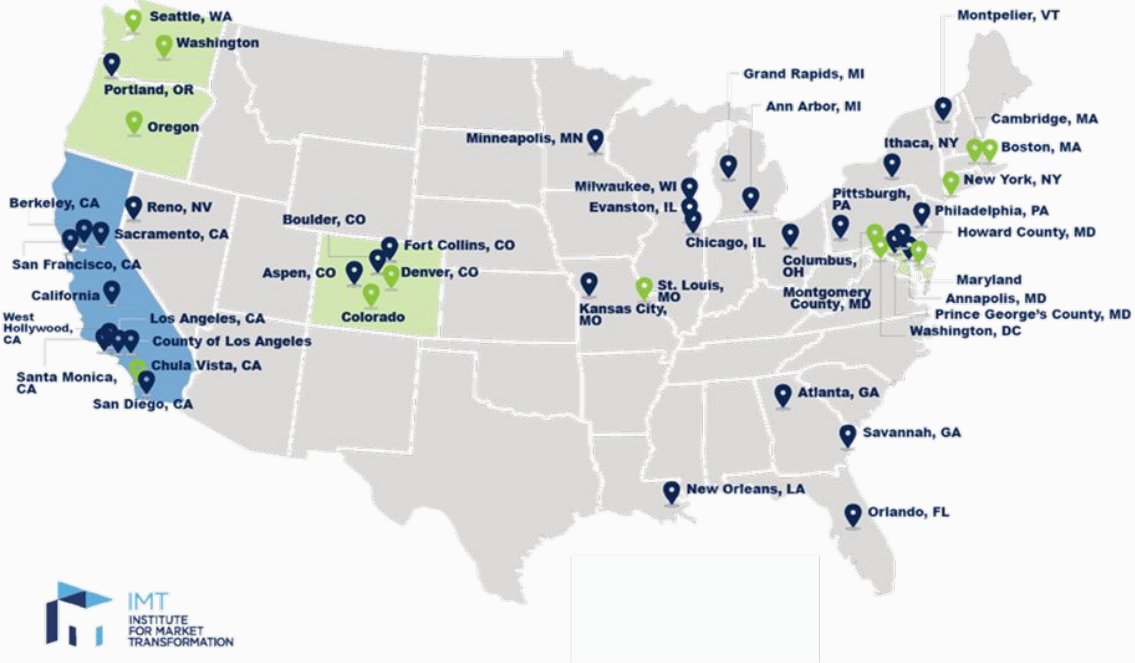 Seattle, WA
Washington
Portland, OR
Oregon
Berkeley, CA
Reno, NV
Sacramento, CA
San Francisco, CA
California
West
Hollywood,
CA
Los Angeles, CA
County of Los Angeles
Santa Monica,
CA
Chula Vista, CA
San Diego, CA
Boulder, CO
Fort Collins, CO
Aspen, CO
Denver, CO
Colorado
Minneapolis, MN
Milwaukee, WI
Evanston, IL
Chicago, IL
Kansas City,
MO
St. Louis,
MO
Grand Rapids, MI
Ann Arbor, MI
Columbus,
OH
Pittsburgh,
PA
Ithaca, NY
Montpelier, VT
Cambridge, MA
Boston, MA
New York, NY
Philadelphia, PA
Howard County, MD
Montgomery
County, MD
Maryland
Annapolis, MD
Prince George's County, MD
Washington, DC
Atlanta, GA
Savannah, GA
New Orleans, LA
Orlando, FL
IMT
INSTITUTE
FOR MARKET
TRANSFORMATION